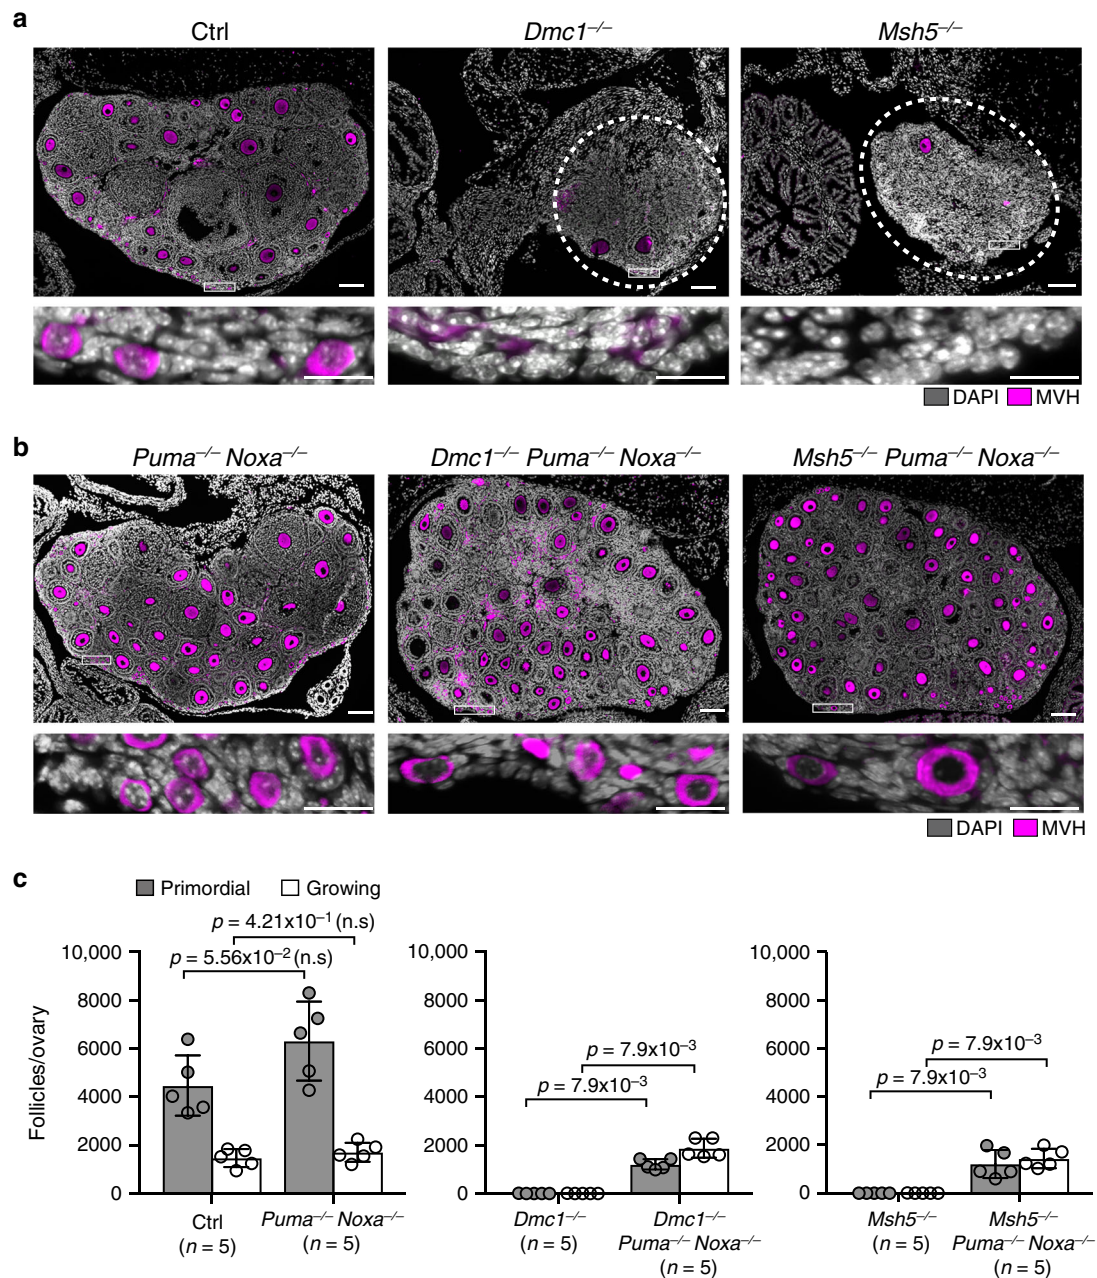 a
Ctrl
Dmc1–/–
Msh5–/–
DAPI MVH
b
Puma–/– Noxa–/–
Dmc1–/– Puma–/– Noxa–/–
Msh5–/– Puma–/– Noxa–/–
DAPI MVH
c
Primordial Growing
Follicles/ovary
10,000
8000
6000
4000
2000
0
p = 4.21x10–1 (n.s)
p = 5.56x10–2 (n.s)
Ctrl
(n = 5)
Puma–/– Noxa–/–
(n = 5)
10,000
8000
6000
4000
2000
0
p = 7.9x10–3
p = 7.9x10–3
Dmc1–/–
(n = 5)
Dmc1–/–
Puma–/– Noxa–/–
(n = 5)
10,000
8000
6000
4000
2000
0
p = 7.9x10–3
p = 7.9x10–3
Msh5–/–
(n = 5)
Msh5–/–
Puma–/– Noxa–/–
(n = 5)